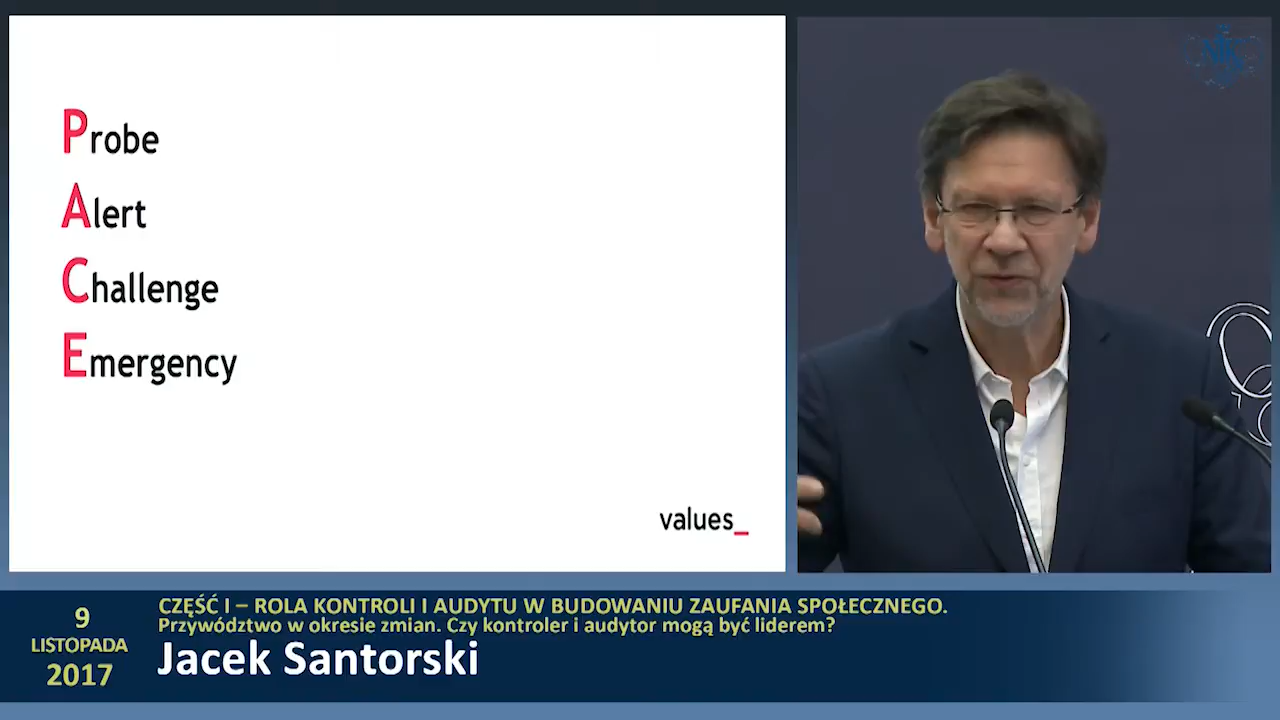 Probe
Alert
Challenge
Emergency
values_
9
LISTOPADA
2017
CZĘŚĆ I – ROLA KONTROLI I AUDYTU W BUDOWANIU ZAUFANIA SPOŁECZNEGO.
Przywództwo w okresie zmian. Czy kontroler i audytor mogą być liderem?
Jacek Santorski